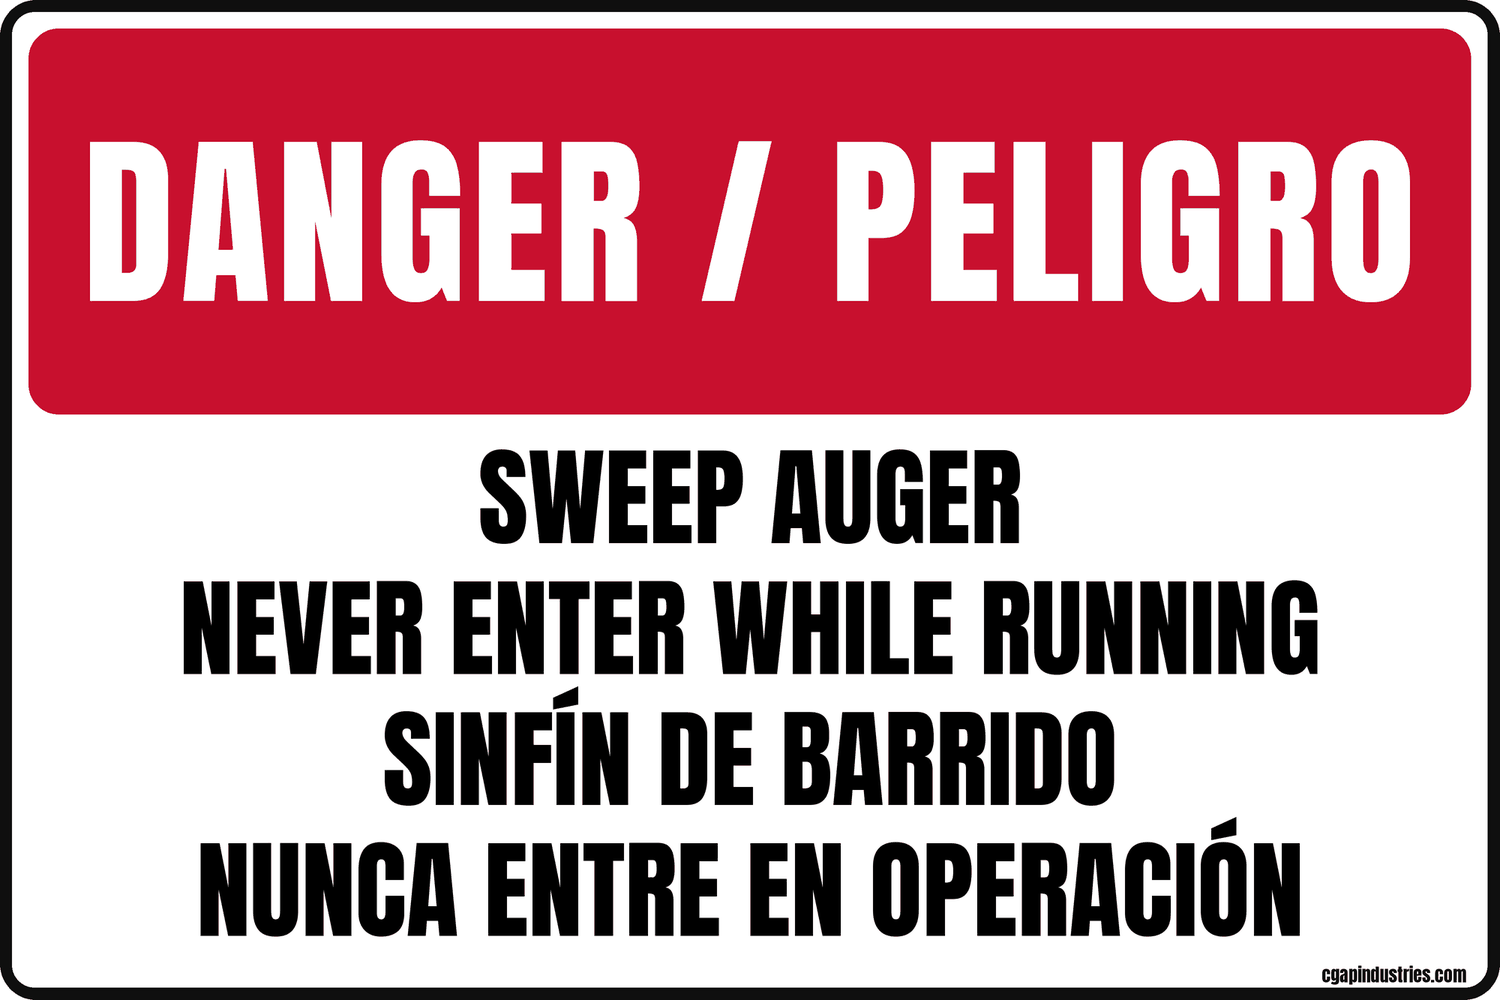 DANGER / PELIGRO
SWEEP AUGER
NEVER ENTER WHILE RUNNING
SINFÍN DE BARRIDO
NUNCA ENTRE EN OPERACIÓN
cgapindustries.com